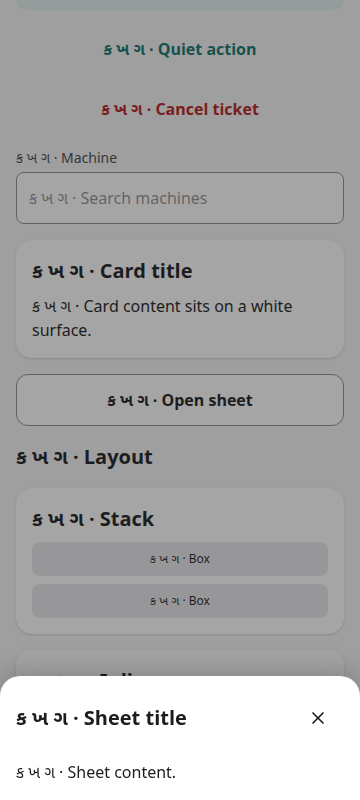 ક ખ ગ · Quiet action
ક ખ ગ · Cancel ticket
ક ખ ગ · Machine
ક ખ ગ · Search machines
ક ખ ગ · Card title
ક ખ ગ · Card content sits on a white
surface.
ક ખ ગ · Open sheet
ક ખ ગ · Layout
ક ખ ગ · Stack
ક ખ ગ · Box
ક ખ ગ · Box
ક ખ ગ · Sheet title
ક ખ ગ · Sheet content.